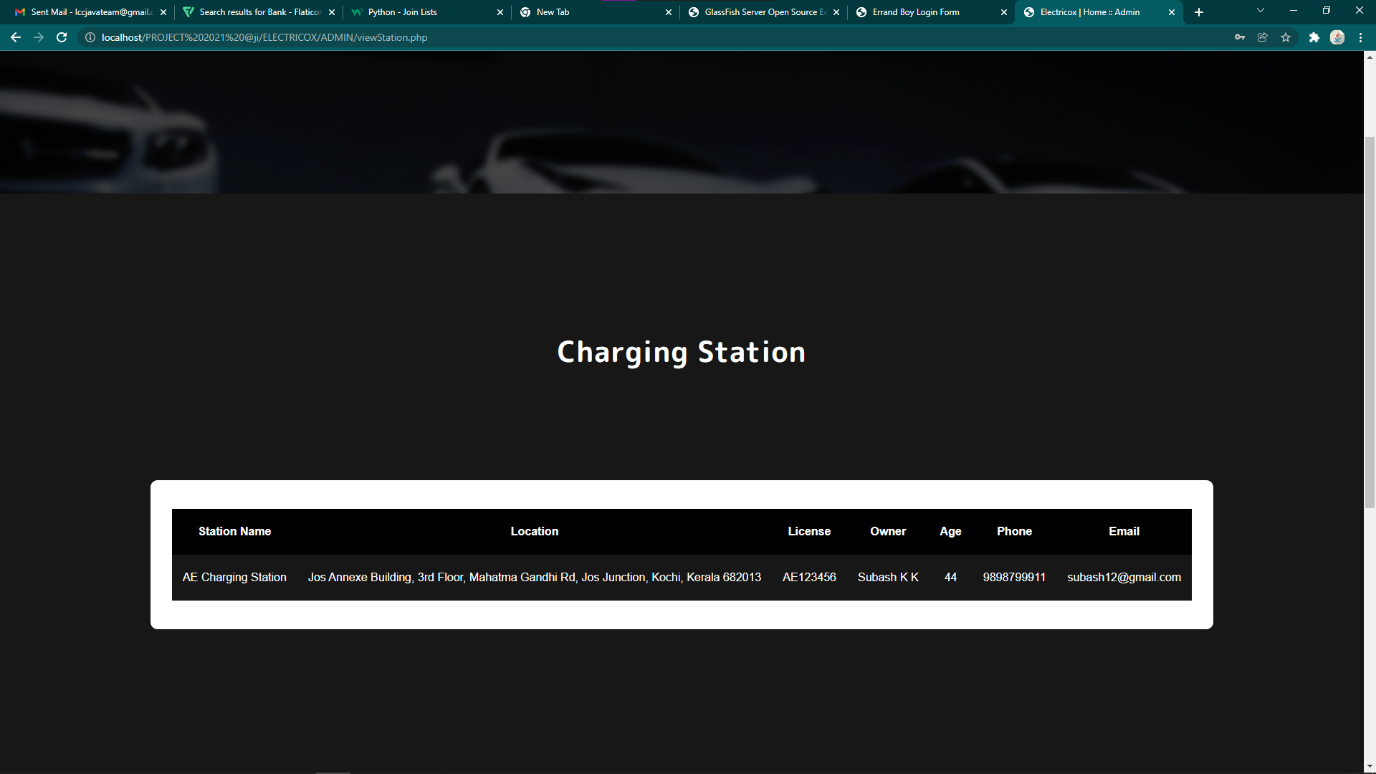 Sent Mail - lccjavateam@gmail.c
Search results for Bank - Flatico
Python - Join Lists
New Tab
GlassFish Server Open Source E
Errand Boy Login Form
Electricox | Home :: Admin
localhost/PROJECT%202021%20@ji/ELECTRICOX/ADMIN/viewStation.php
Charging Station
Station Name Location License Owner Age Phone Email
AE Charging Station Jos Annexe Building, 3rd Floor, Mahatma Gandhi Rd, Jos Junction, Kochi, Kerala 682013 AE123456 Subash K K 44 9898799911 subash12@gmail.com